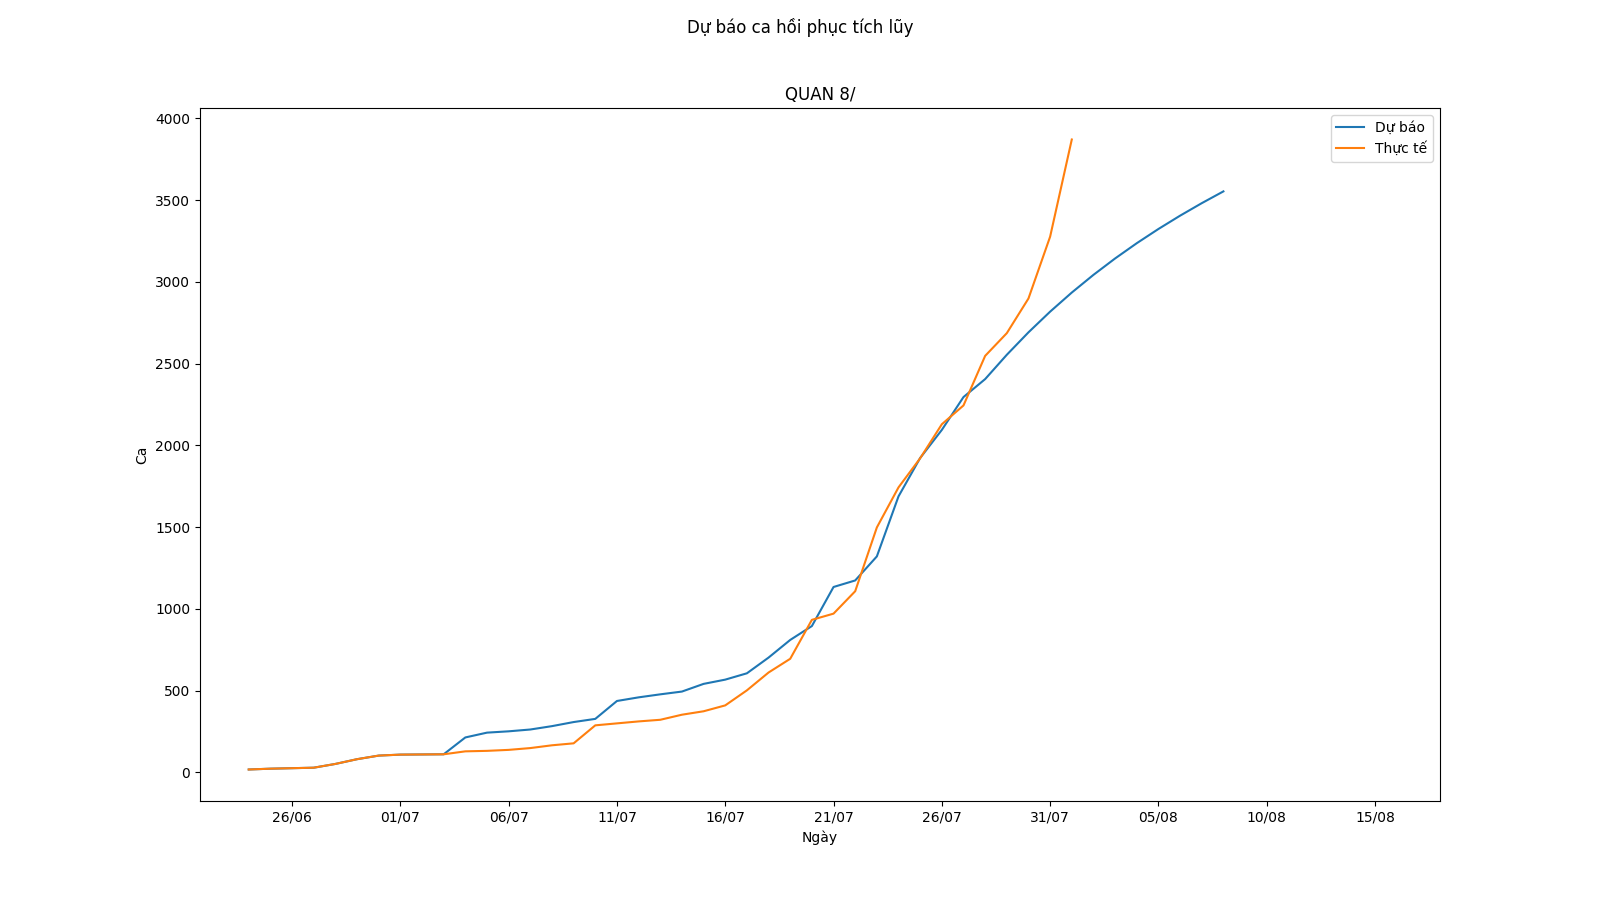 Dự báo ca hồi phục tích lũy
QUAN 8/
Dự báo
Thực tế
Ca
4000
3500
3000
2500
2000
1500
1000
500
0
26/06 01/07 06/07 11/07 16/07 21/07 26/07 31/07 05/08 10/08 15/08
Ngày